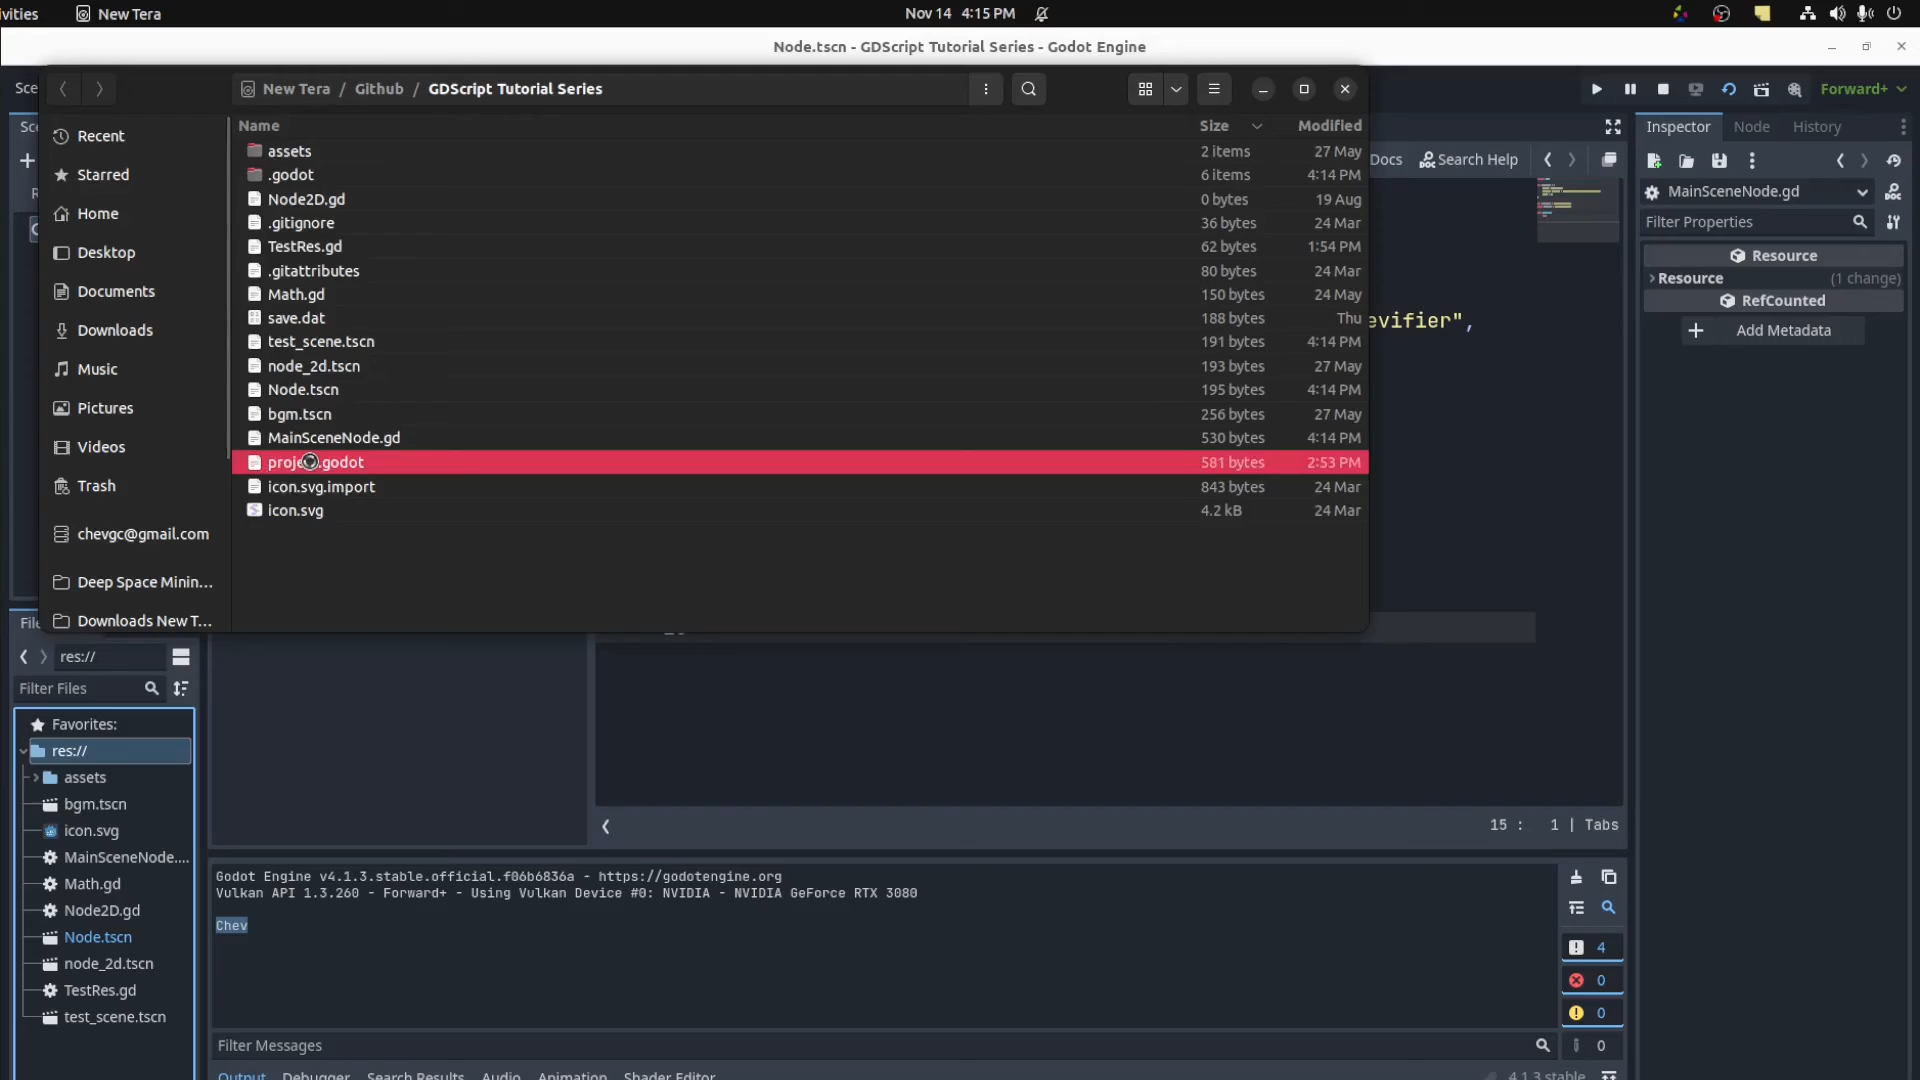 ivities
New Tera
Nov 14 4:15 PM
Node.tscn - GDScript Tutorial Series - Godot Engine
Sce
New Tera / Github / GDScript Tutorial Series
Forward+
Name
Size
Modified
Recent
Starred
Home
Desktop
Documents
Downloads
Music
Pictures
Videos
Trash
chevgc@gmail.com
Deep Space Minin...
Downloads New T...
assets 2 items 27 May
.godot 6 items 4:14 PM
Node2D.gd 0 bytes 19 Aug
.gitignore 36 bytes 24 Mar
TestRes.gd 62 bytes 1:54 PM
.gitattributes 80 bytes 24 Mar
Math.gd 150 bytes 24 May
save.dat 188 bytes Thu
test_scene.tscn 191 bytes 4:14 PM
node_2d.tscn 193 bytes 27 May
Node.tscn 195 bytes 4:14 PM
bgm.tscn 256 bytes 27 May
MainSceneNode.gd 530 bytes 4:14 PM
proje .godot 581 bytes 2:53 PM
icon.svg.import 843 bytes 24 Mar
icon.svg 4.2 kB 24 Mar
Docs
Search Help
evifier",
Inspector Node History
MainSceneNode.gd
Filter Properties
Resource
Resource (1 change)
RefCounted
Add Metadata
res://
Filter Files
Favorites:
res://
assets
bgm.tscn
icon.svg
MainSceneNode....
Math.gd
Node2D.gd
Node.tscn
node_2d.tscn
TestRes.gd
test_scene.tscn
15 : 1 | Tabs
Godot Engine v4.1.3.stable.official.f06b6836a - https://godotengine.org
Vulkan API 1.3.260 - Forward+ - Using Vulkan Device #0: NVIDIA - NVIDIA GeForce RTX 3080
Chev
4
0
0
0
Filter Messages
Output Debugger Search Results Audio Animation Shader Editor
4.1.3.stable